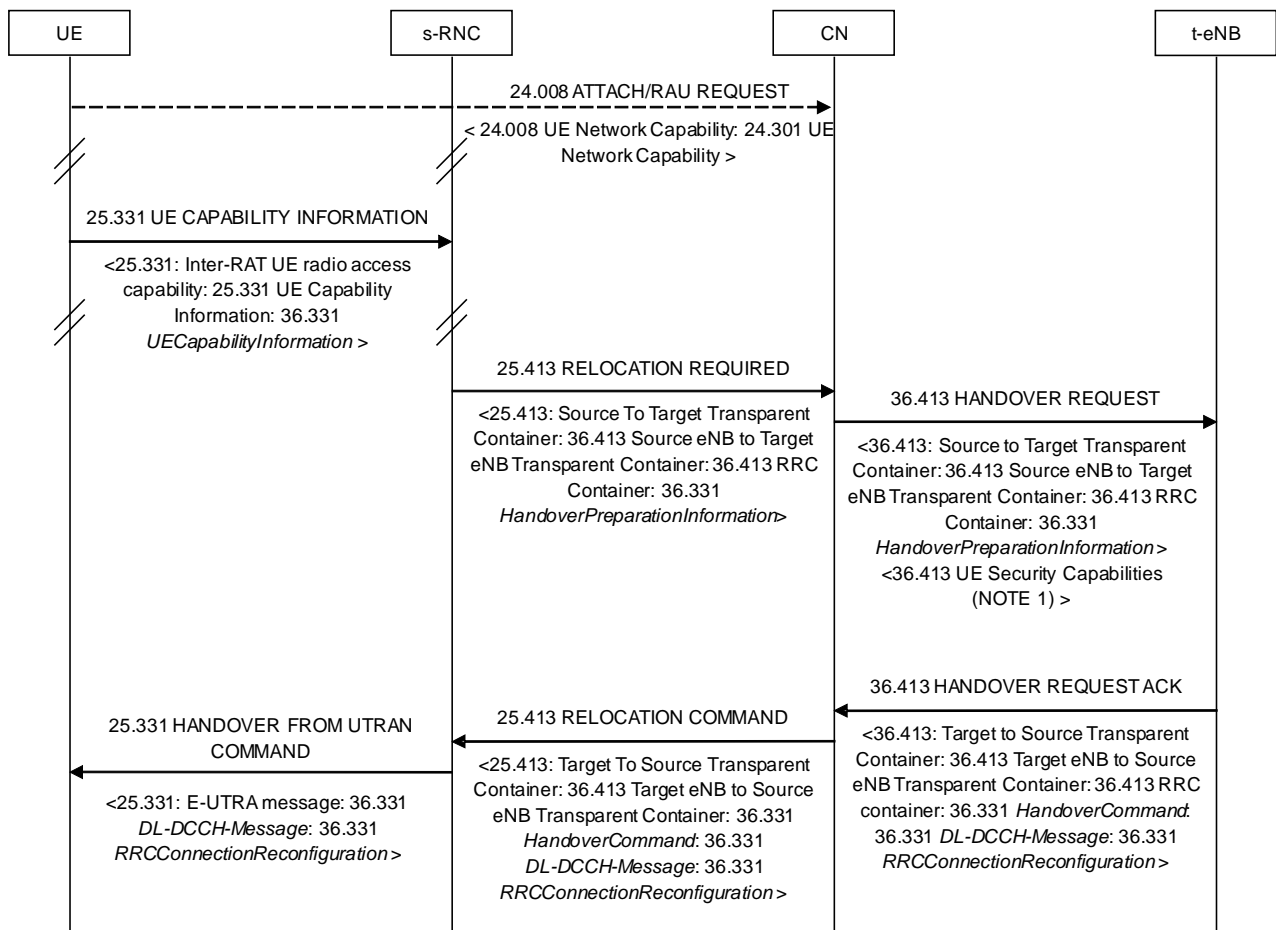 UE
s-RNC
CN
t-eNB
24.008 ATTACH/RAU REQUEST
< 24.008 UE Network Capability: 24.301 UE
Network Capability >
25.331 UE CAPABILITY INFORMATION
<25.331: Inter-RAT UE radio access
capability: 25.331 UE Capability
Information: 36.331
UECapabilityInformation >
25.413 RELOCATION REQUIRED
<25.413: Source To Target Transparent
Container: 36.413 Source eNB to Target
eNB Transparent Container: 36.413 RRC
Container: 36.331
HandoverPreparationInformation>
36.413 HANDOVER REQUEST
<36.413: Source to Target Transparent
Container: 36.413 Source eNB to Target
eNB Transparent Container: 36.413 RRC
Container: 36.331
HandoverPreparationInformation >
<36.413 UE Security Capabilities
(NOTE 1) >
36.413 HANDOVER REQUEST ACK
<36.413: Target to Source Transparent
Container: 36.413 Target eNB to Source
eNB Transparent Container: 36.413 RRC
container: 36.331 HandoverCommand:
36.331 DL-DCCH-Message: 36.331
RRCConnectionReconfiguration >
25.413 RELOCATION COMMAND
<25.413: Target To Source Transparent
Container: 36.413 Target eNB to Source
eNB Transparent Container: 36.331
HandoverCommand: 36.331
DL-DCCH-Message: 36.331
RRCConnectionReconfiguration >
25.331 HANDOVER FROM UTRAN
COMMAND
<25.331: E-UTRA message: 36.331
DL-DCCH-Message: 36.331
RRCConnectionReconfiguration >